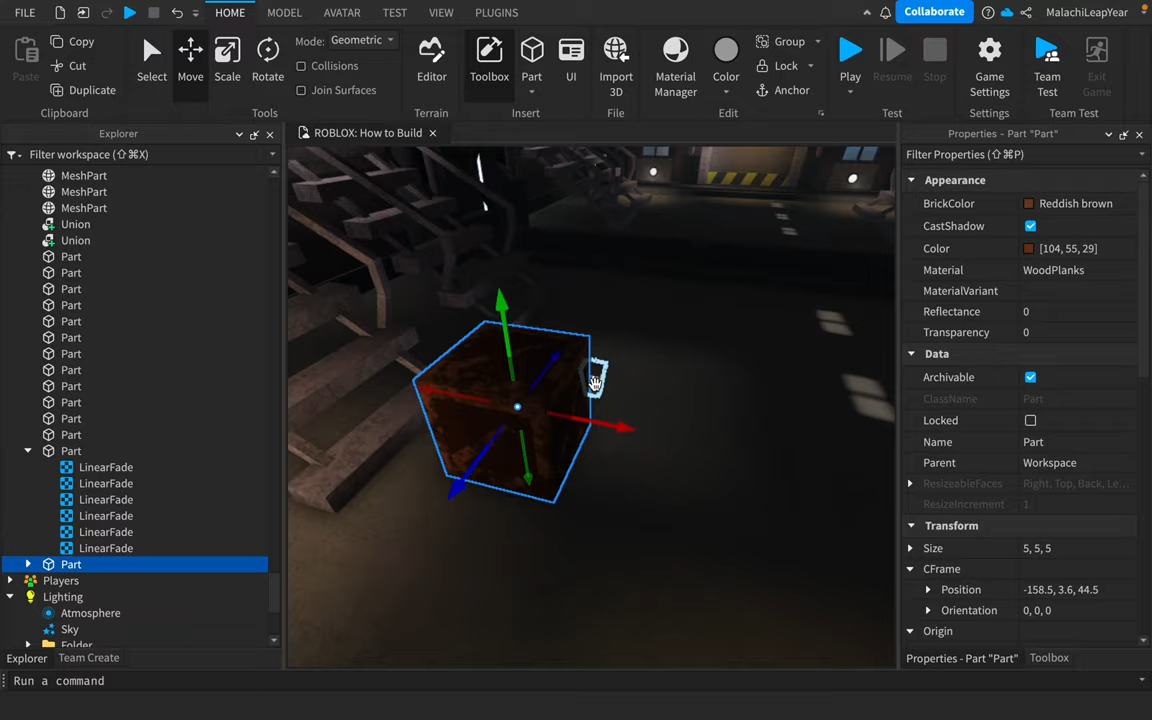 FILE HOME MODEL AVATAR TEST VIEW PLUGINS Collaborate MalachiLeapYear
Paste Copy Cut Duplicate Clipboard
Select Move Scale Rotate Mode: Geometric Collisions Join Surfaces Tools
Editor Terrain
Toolbox Part UI Insert
Import 3D File
Material Manager Color Group Lock Anchor Edit
Play Resume Stop Test
Game Settings Settings
Team Test Exit Game Team Test
Explorer
Filter workspace (⇧⌘X)
MeshPart
MeshPart
MeshPart
Union
Union
Part
Part
Part
Part
Part
Part
Part
Part
Part
Part
Part
Part
Part
LinearFade
LinearFade
LinearFade
LinearFade
LinearFade
LinearFade
Part
Players
Lighting
Atmosphere
Sky
Folder
Explorer Team Create
ROBLOX: How to Build
Properties - Part "Part"
Filter Properties (⇧⌘P)
Appearance
BrickColor Reddish brown
CastShadow
Color [104, 55, 29]
Material WoodPlanks
MaterialVariant
Reflectance 0
Transparency 0
Data
Archivable
ClassName Part
Locked
Name Part
Parent Workspace
ResizeableFaces Right, Top, Back, Le...
ResizeIncrement 1
Transform
Size 5, 5, 5
CFrame
Position -158.5, 3.6, 44.5
Orientation 0, 0, 0
Origin
Properties - Part "Part" Toolbox
Run a command